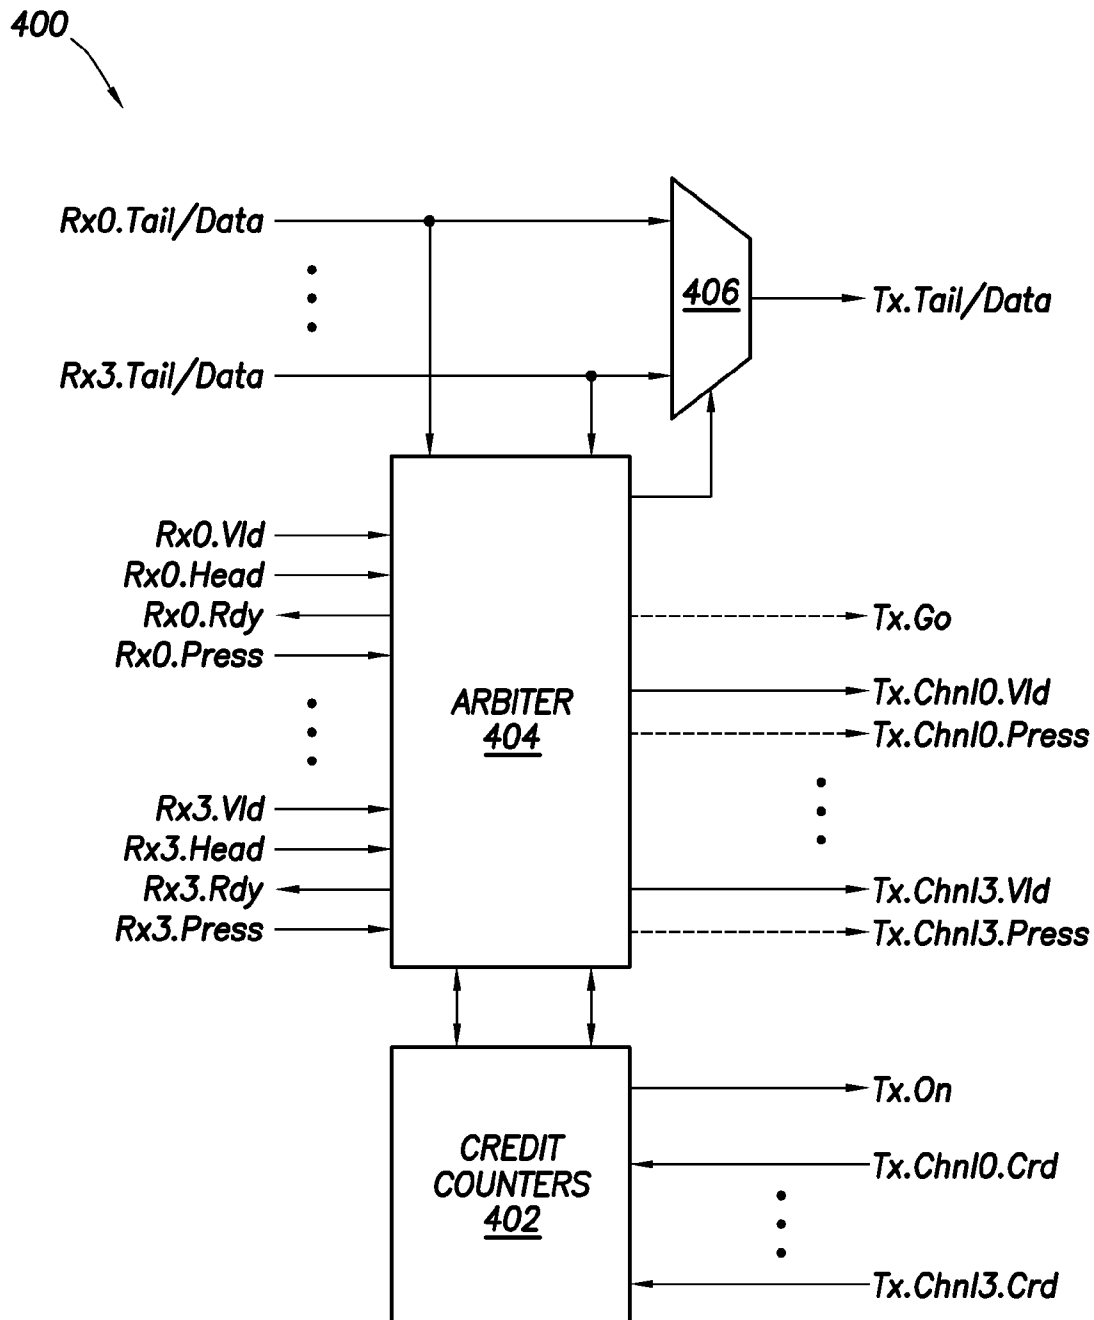 400
Rx0.Tail/Data
406
Tx.Tail/Data
Rx3.Tail/Data
Rx0.Vld
Rx0.Head
Rx0.Rdy
Rx0.Press
ARBITER
404
Tx.Go
Tx.Chnl0.Vld
Tx.Chnl0.Press
Rx3.Vld
Rx3.Head
Rx3.Rdy
Rx3.Press
Tx.Chnl3.Vld
Tx.Chnl3.Press
CREDIT
COUNTERS
402
Tx.On
Tx.Chnl0.Crd
Tx.Chnl3.Crd